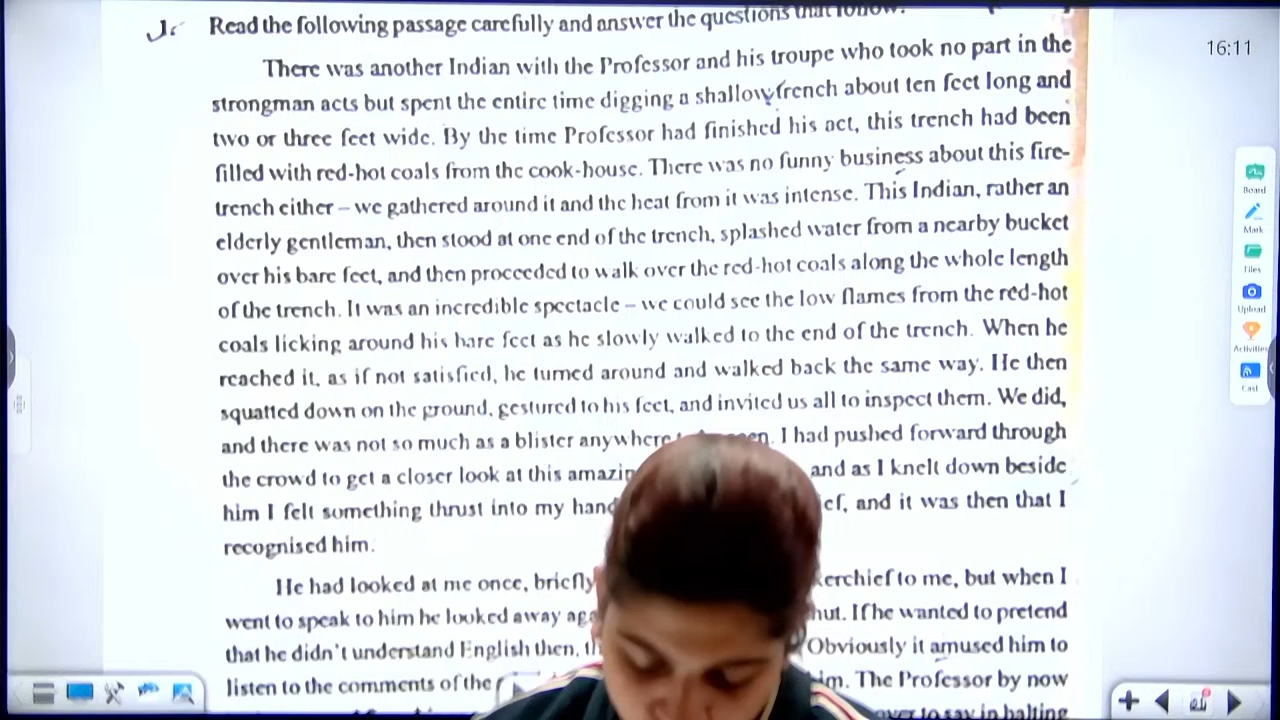 Read the following passage carefully and answer the questions that follow.
16:11
There was another Indian with the Professor and his troupe who took no part in the
strongman acts but spent the entire time digging a shallow trench about ten feet long and
two or three feet wide. By the time Professor had finished his act, this trench had been
filled with red-hot coals from the cook-house. There was no funny business about this fire-
trench either – we gathered around it and the heat from it was intense. This Indian, rather an
elderly gentleman, then stood at one end of the trench, splashed water from a nearby bucket
over his bare feet, and then proceeded to walk over the red-hot coals along the whole length
of the trench. It was an incredible spectacle – we could see the low flames from the red-hot
coals licking around his bare feet as he slowly walked to the end of the trench. When he
reached it, as if not satisfied, he turned around and walked back the same way. He then
squatted down on the ground, gestured to his feet, and invited us all to inspect them. We did,
and there was not so much as a blister anywhere I had pushed forward through
the crowd to get a closer look at this and as I knelt down beside
him I felt something thrust into my and it was then that I
recognised him.
He had looked at me once, briefly to me, but when I
went to speak to him he looked away If he wanted to pretend
that he didn't understand English then, Obviously it amused him to
listen to the comments of the The Professor by now
to say in halting
Board
Mark
Files
Upload
Activities
Cast